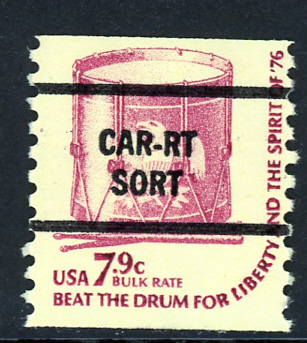 CAR-RT
SORT
USA 7.9c
BULK RATE
BEAT THE DRUM FOR LIBERTY AND THE SPIRIT OF '76